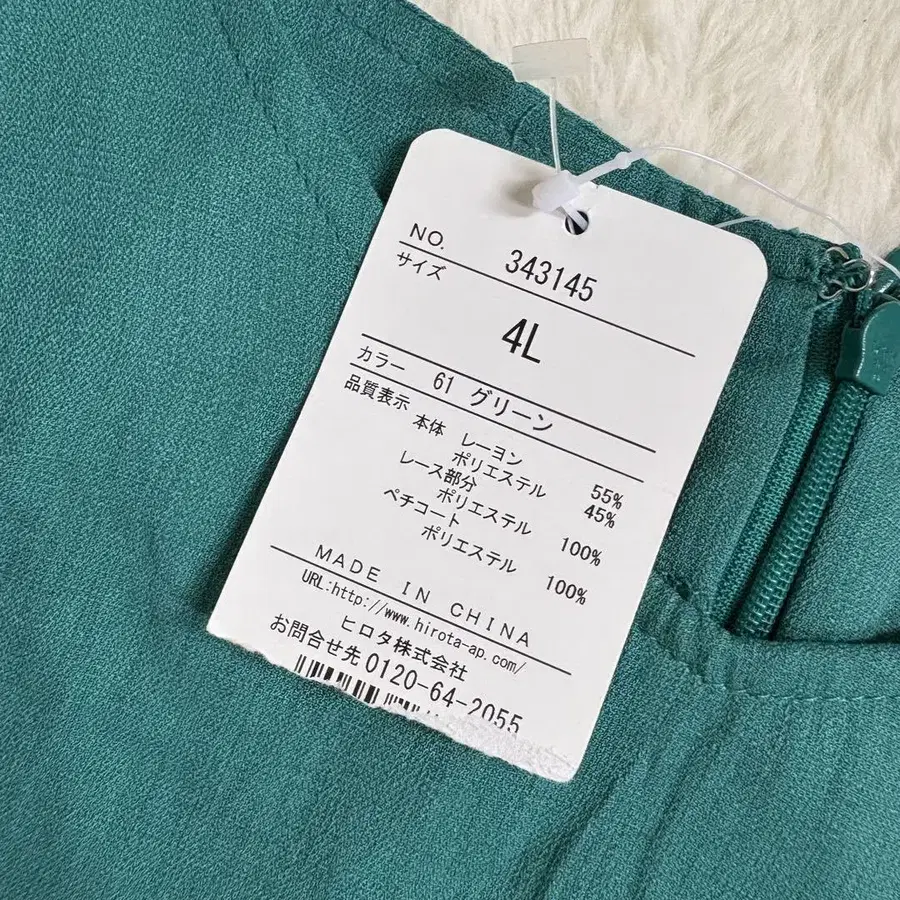 NO. 343145
サイズ
4L
カラー 61 グリーン
品質表示
本体 レーヨン 55%
ポリエステル 45%
レース部分
ポリエステル 100%
ペチコート
ポリエステル 100%
MADE IN CHINA
URL:http://www.hirota-ap.com/
ヒロタ株式会社
お問合せ先 0120-64-2055